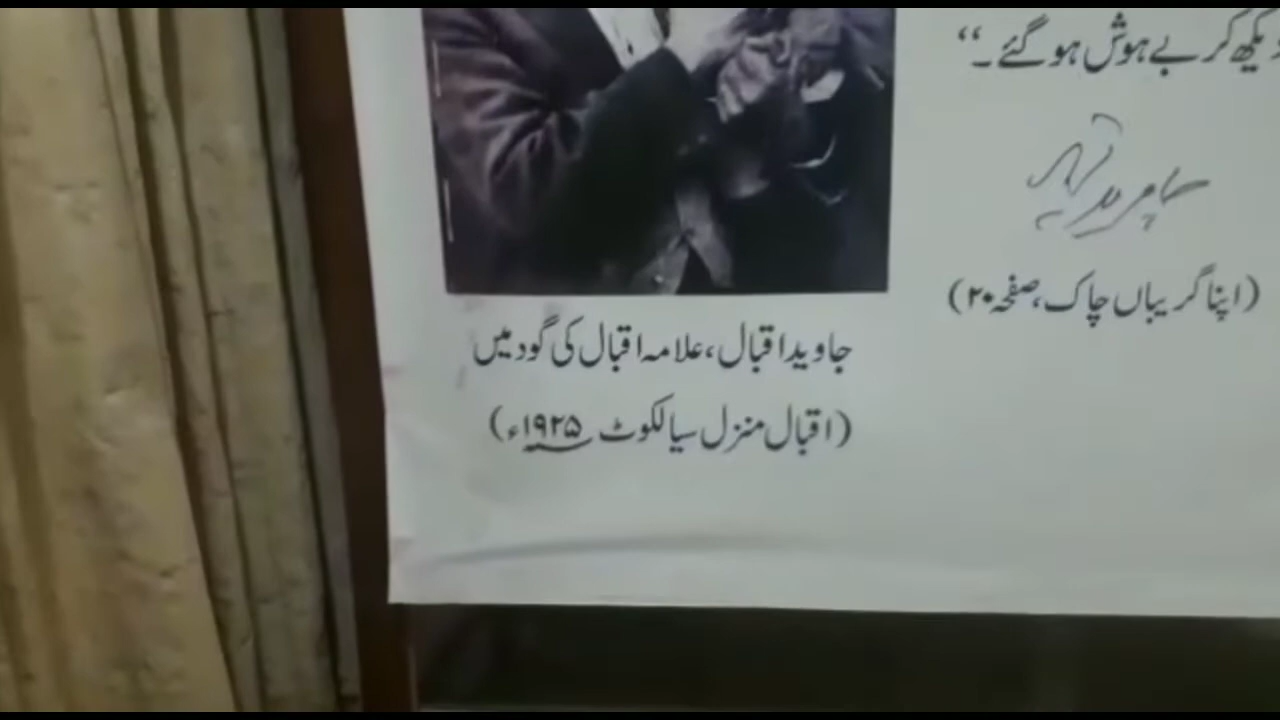 دیکھ کر بے ہوش ہو گئے۔“
(اپنا گریباں چاک، صفحہ ۲۰)
جاوید اقبال، علامہ اقبال کی گود میں
(اقبال منزل سیالکوٹ ۱۹۲۵ء)